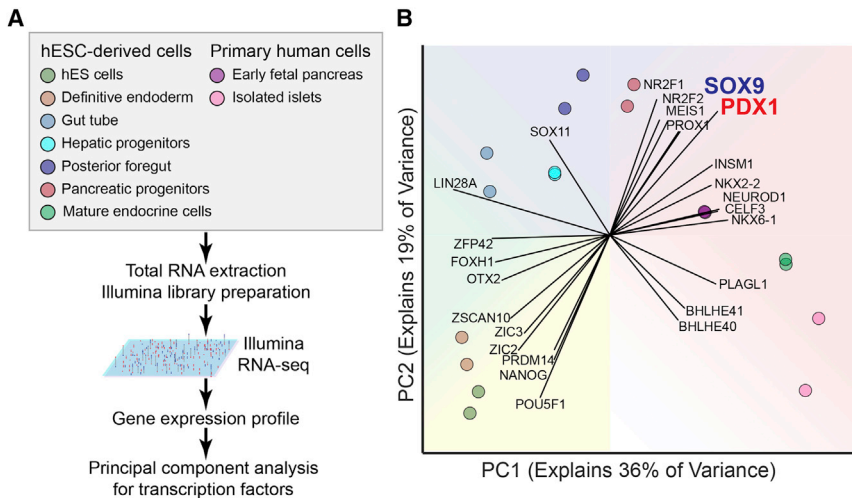 A
hESC-derived cells
Primary human cells
hES cells
Early fetal pancreas
Definitive endoderm
Isolated islets
Gut tube
Hepatic progenitors
Posterior foregut
Pancreatic progenitors
Mature endocrine cells
Total RNA extraction
Illumina library preparation
Illumina
RNA-seq
Gene expression profile
Principal component analysis
for transcription factors
B
PC2 (Explains 19% of Variance)
NR2F1
SOX9
NR2F2
MEIS1
PDX1
PROX1
SOX11
INSM1
LIN28A
NKX2-2
NEUROD1
CELF3
NKX6-1
ZFP42
FOXH1
OTX2
PLAGL1
BHLHE41
BHLHE40
ZSCAN10
ZIC3
ZIC2
PRDM14
NANOG
POU5F1
PC1 (Explains 36% of Variance)